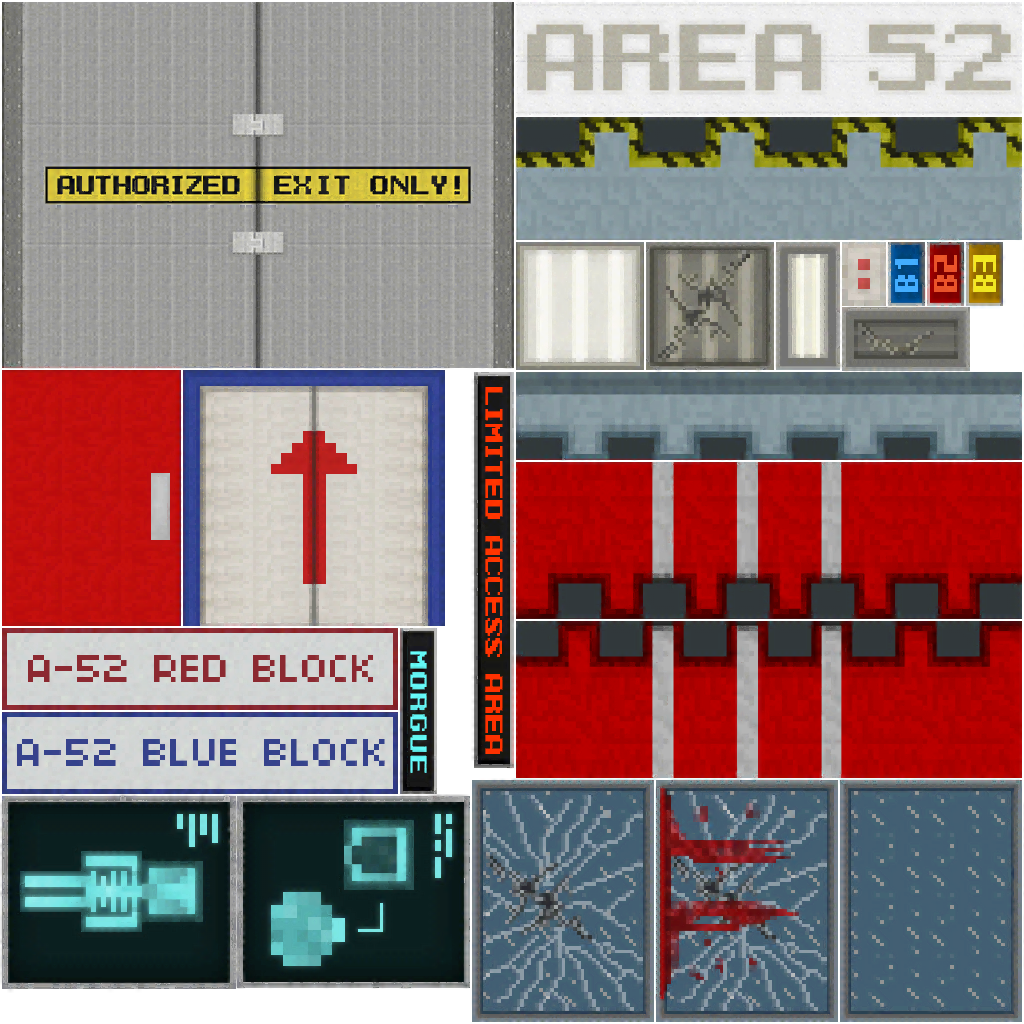 AREA 52
AUTHORIZED EXIT ONLY!
B1
B2
B3
LIMITED ACCESS AREA
A-52 RED BLOCK
MORGUE
A-52 BLUE BLOCK